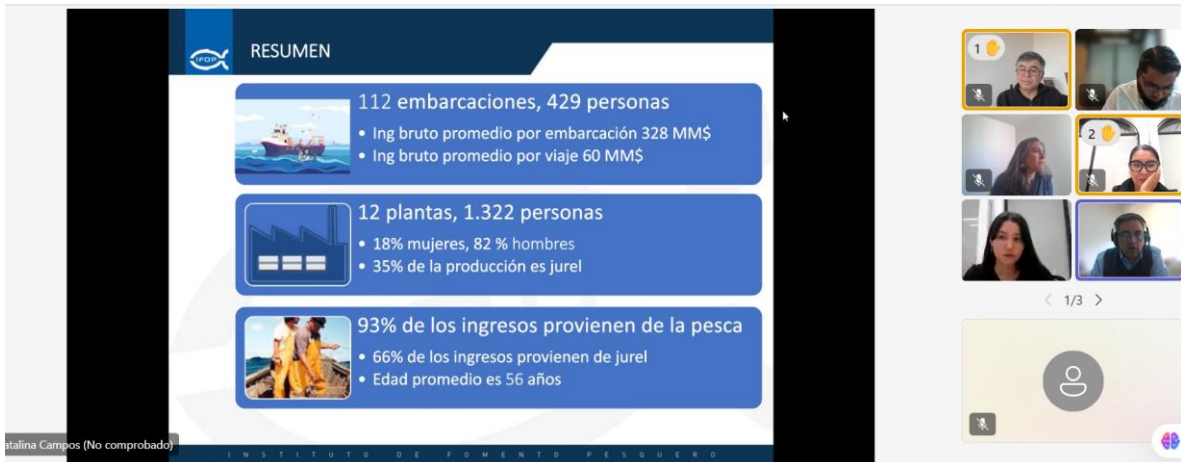 IFOP
RESUMEN
112 embarcaciones, 429 personas
• Ing bruto promedio por embarcación 328 MM$
• Ing bruto promedio por viaje 60 MM$
12 plantas, 1.322 personas
• 18% mujeres, 82 % hombres
• 35% de la producción es jurel
93% de los ingresos provienen de la pesca
• 66% de los ingresos provienen de jurel
• Edad promedio es 56 años
INSTITUTO DE FOMENTO PESQUERO
atalina Campos (No comprobado)
1
2
1/3